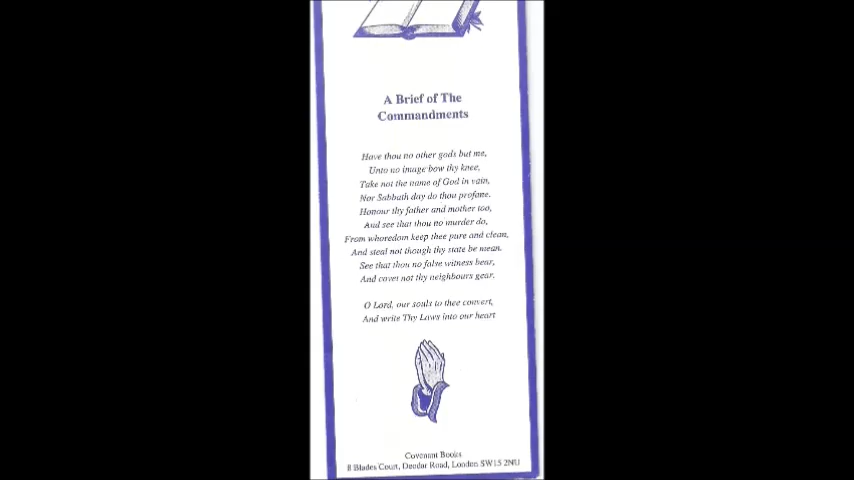 A Brief of The
Commandments
Have thou no other gods but me,
Unto no image bow thy knee,
Take not the name of God in vain,
Nor Sabbath day do thou profane.
Honour thy father and mother too,
And see that thou no murder do,
From whoredom keep thee pure and clean,
And steal not though thy state be mean.
See that thou no false witness bear,
And covet not thy neighbours gear.
O Lord, our souls to thee convert,
And write Thy Laws into our heart
Covenant Books
8 Blades Court, Deodar Road, London SW15 2NU